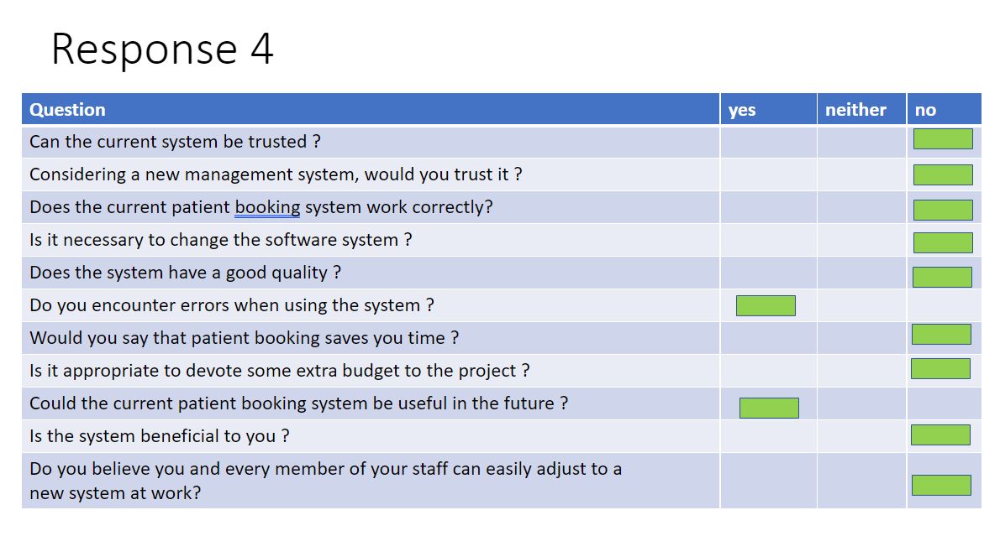 Response 4
Question yes neither no
Can the current system be trusted ?
Considering a new management system, would you trust it ?
Does the current patient booking system work correctly?
Is it necessary to change the software system ?
Does the system have a good quality ?
Do you encounter errors when using the system ?
Would you say that patient booking saves you time ?
Is it appropriate to devote some extra budget to the project ?
Could the current patient booking system be useful in the future ?
Is the system beneficial to you ?
Do you believe you and every member of your staff can easily adjust to a
new system at work?